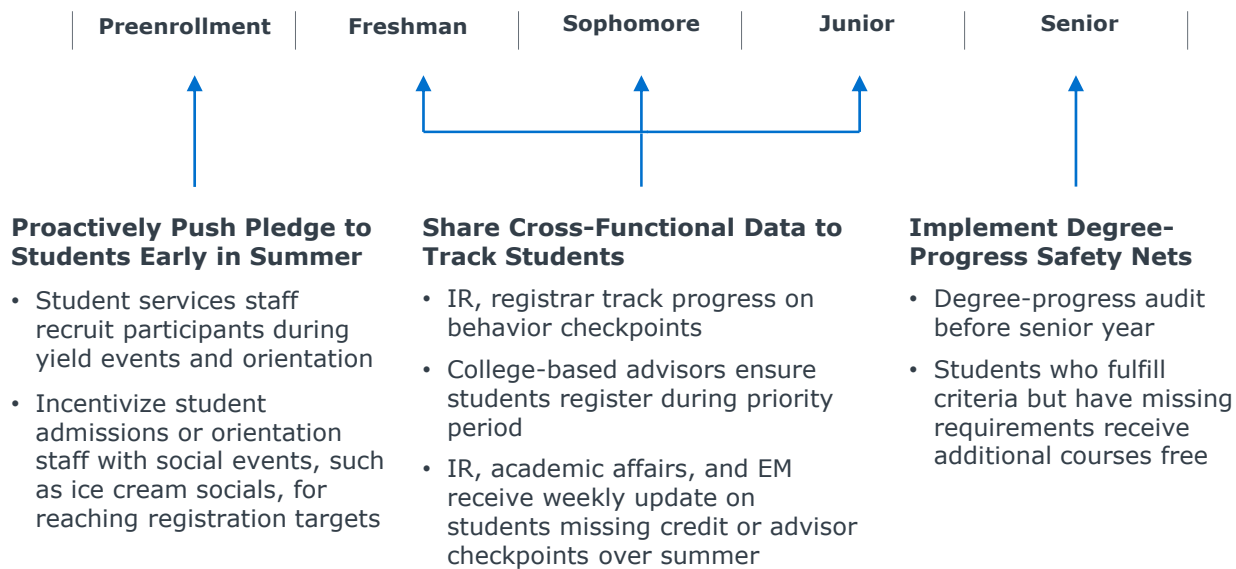 Preenrollment Freshman Sophomore Junior Senior
Proactively Push Pledge to
Students Early in Summer
• Student services staff
recruit participants during
yield events and orientation
• Incentivize student
admissions or orientation
staff with social events, such
as ice cream socials, for
reaching registration targets
Share Cross-Functional Data to
Track Students
• IR, registrar track progress on
behavior checkpoints
• College-based advisors ensure
students register during priority
period
• IR, academic affairs, and EM
receive weekly update on
students missing credit or advisor
checkpoints over summer
Implement Degree-
Progress Safety Nets
• Degree-progress audit
before senior year
• Students who fulfill
criteria but have missing
requirements receive
additional courses free